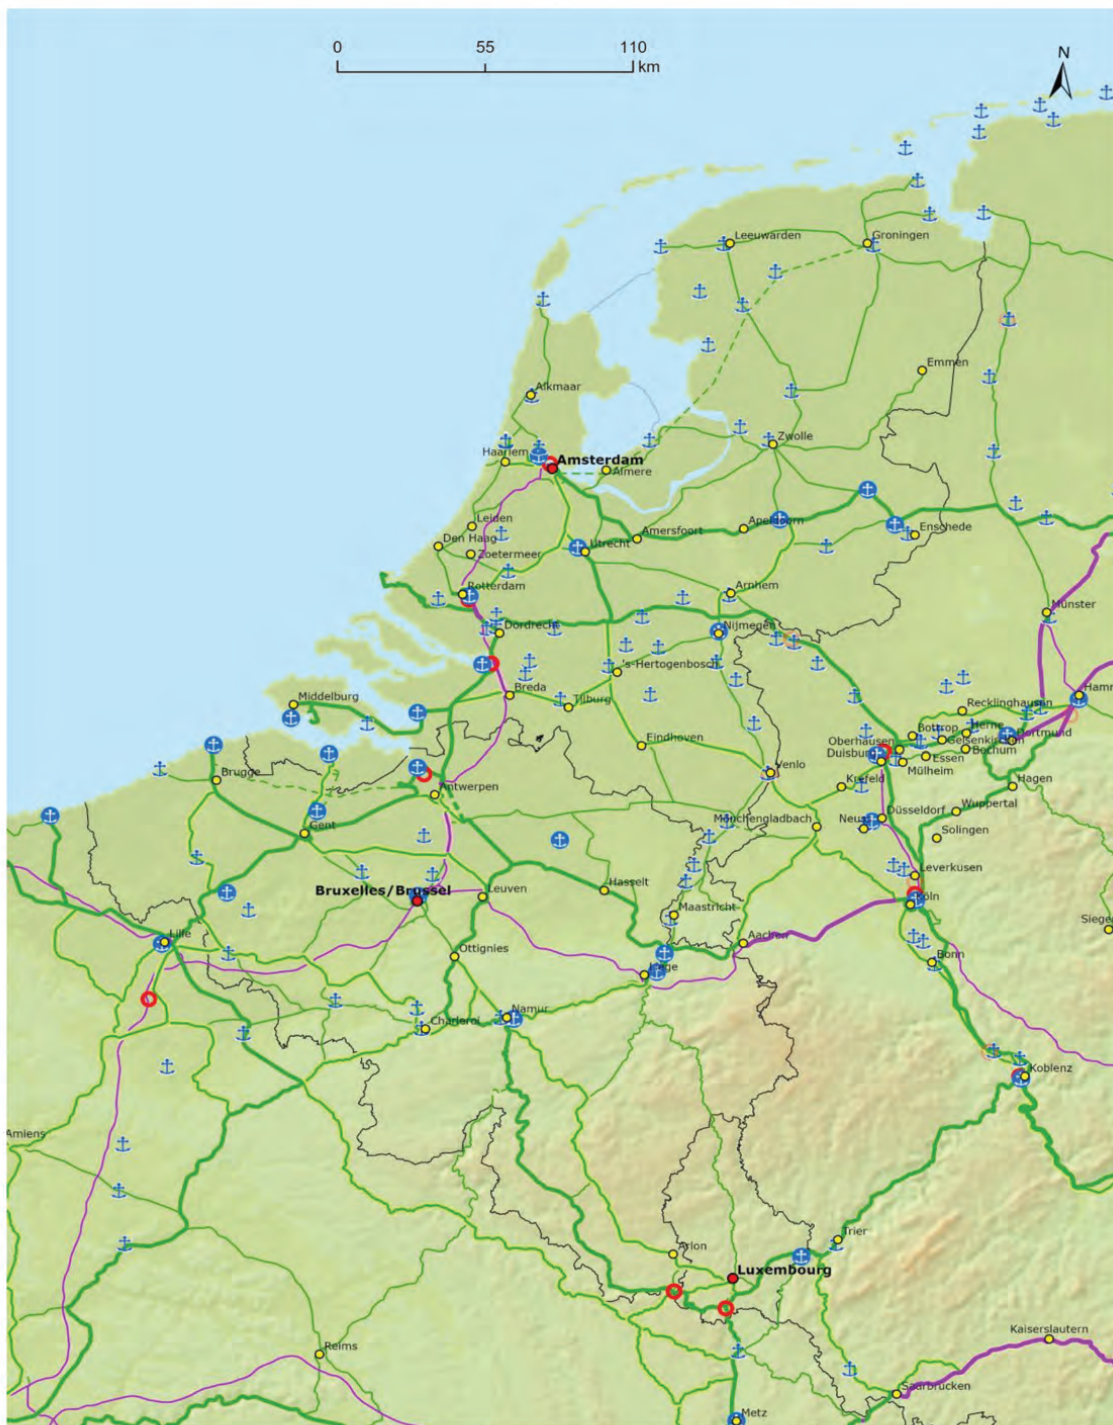 0 55 110
km
N
Leeuwarden
Groningen
Emmen
Alkmaar
Zwolle
Haarlem
Amsterdam
Almere
Leiden
Apeldoorn
Enschede
Den Haag
Amersfoort
Utrecht
Zoetermeer
Rotterdam
Arnhem
Münster
Dordrecht
Nijmegen
's-Hertogenbosch
Middelburg
Breda
Tilburg
Hamm
Recklinghausen
Eindhoven
Bottrop
Herne
Dortmund
Oberhausen
Gelsenkirchen
Duisburg
Bochum
Essen
Mülheim
Brugge
Venlo
Krefeld
Hagen
Antwerpen
Wuppertal
Gent
Mönchengladbach
Neuss
Düsseldorf
Solingen
Leverkusen
Bruxelles/Brussel
Leuven
Hasselt
Köln
Maastricht
Siegen
Lille
Aachen
Ottignies
Bonn
Liège
Namur
Charleroi
Koblenz
Amiens
Trier
Arlon
Luxembourg
Kaiserslautern
Reims
Saarbrücken
Metz